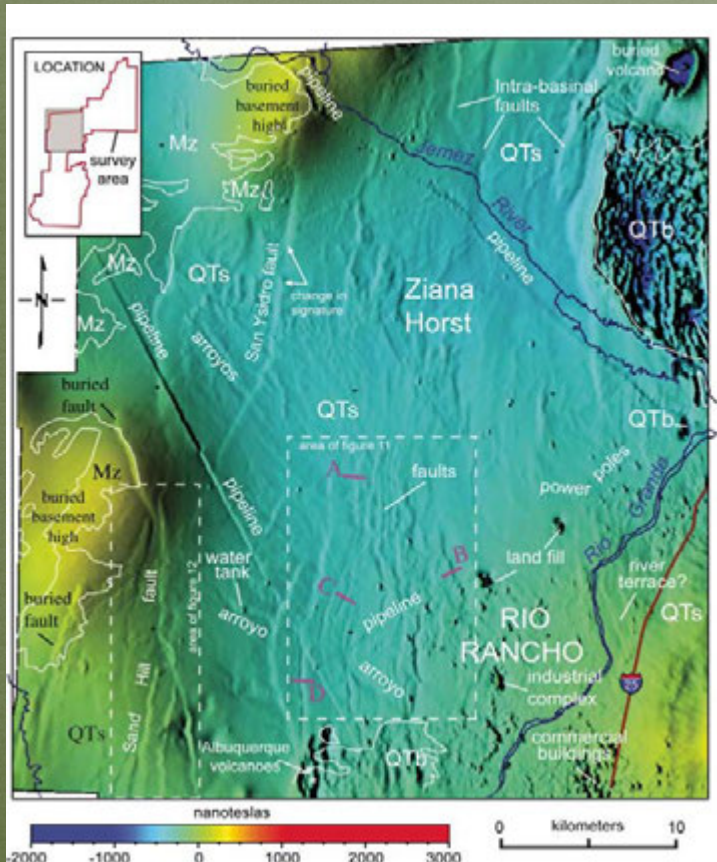 LOCATION
survey
area
buried
basement
high
pipeline
Intra-basinal
faults
buried
volcano
QTs
Mz
Mz
Jemez
River
pipeline
QTb
N
Mz
QTs
San Ysidro fault
change in
signature
Ziana
Horst
Mz
pipeline
arroyos
buried
fault
QTs
QTb
Mz
area of figure 11
A
faults
power
poles
Rio
Grande
buried
basement
high
pipeline
water
tank
B
land fill
river
terrace?
QTs
fault
area of figure 12
arroyo
C
pipeline
RIO
RANCHO
buried
fault
Hill
D
arroyo
industrial
complex
25
QTs
Sand
Albuquerque
volcanoes
QTb
commercial
buildings
nanoteslas
-2000
-1000
0
1000
2000
3000
kilometers
0
10